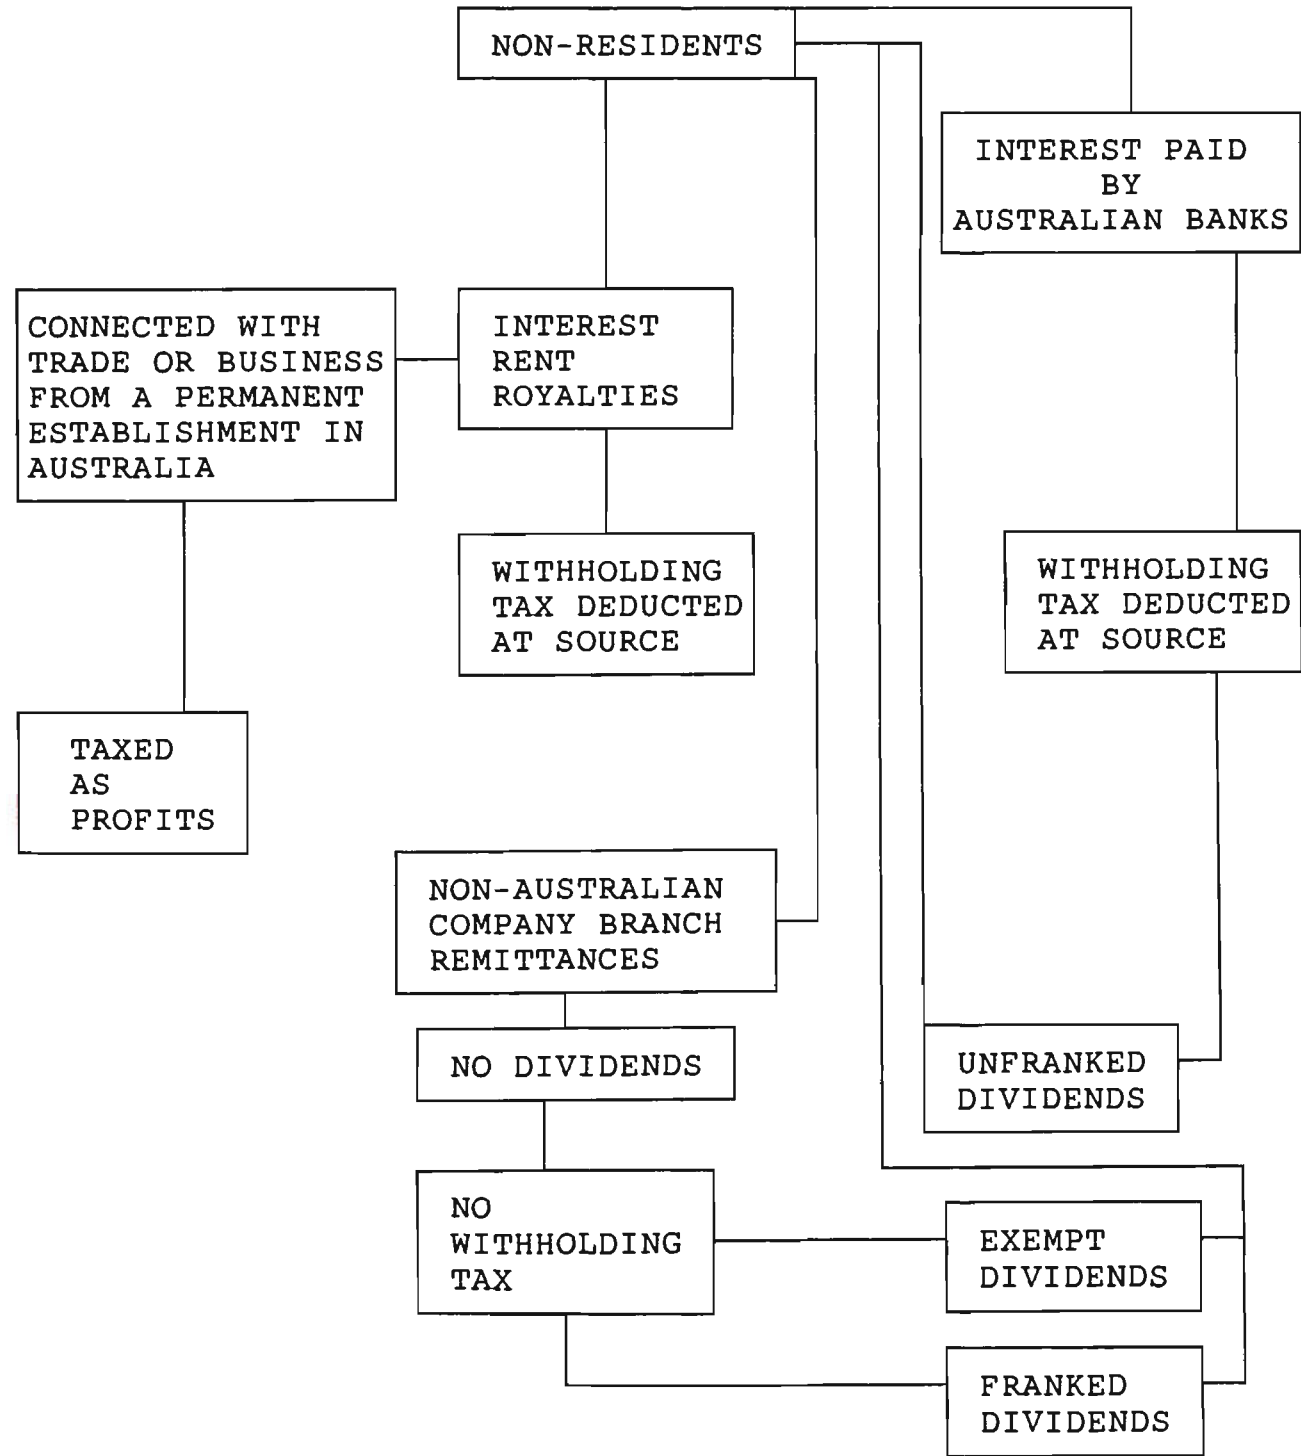 NON-RESIDENTS
INTEREST PAID
BY
AUSTRALIAN BANKS
CONNECTED WITH
TRADE OR BUSINESS
FROM A PERMANENT
ESTABLISHMENT IN
AUSTRALIA
INTEREST
RENT
ROYALTIES
WITHHOLDING
TAX DEDUCTED
AT SOURCE
WITHHOLDING
TAX DEDUCTED
AT SOURCE
TAXED
AS
PROFITS
NON-AUSTRALIAN
COMPANY BRANCH
REMITTANCES
NO DIVIDENDS
UNFRANKED
DIVIDENDS
NO
WITHHOLDING
TAX
EXEMPT
DIVIDENDS
FRANKED
DIVIDENDS